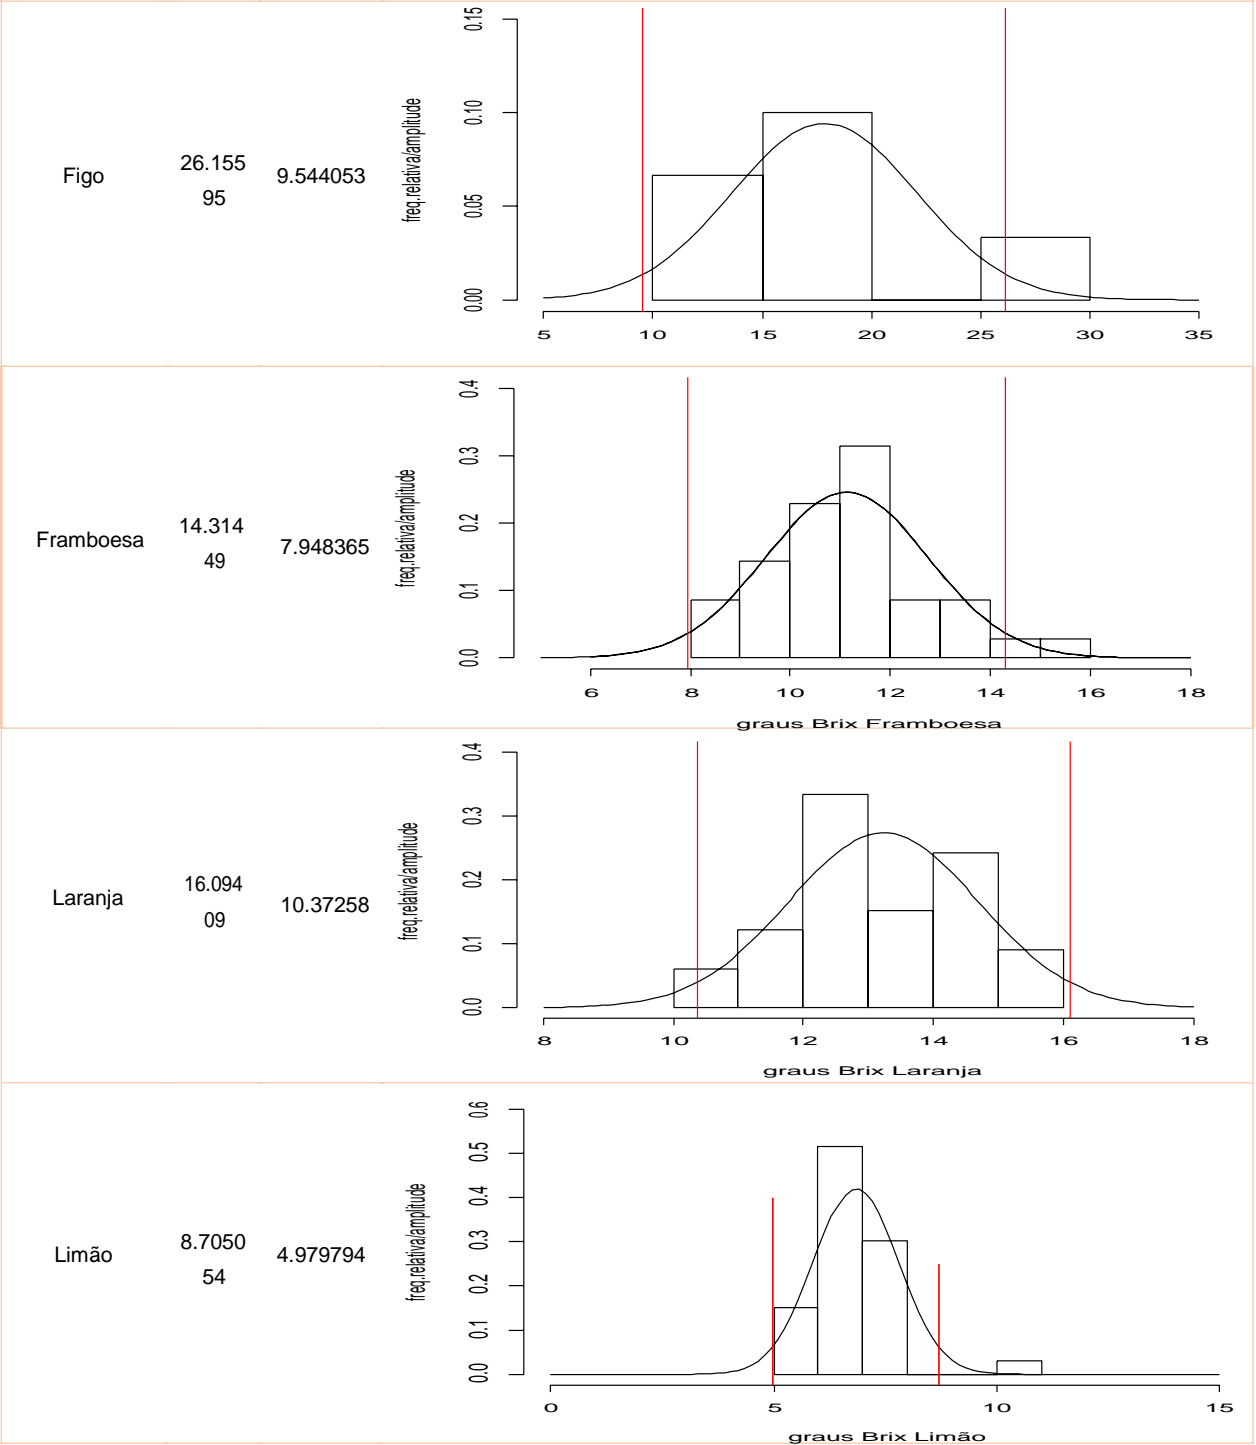 Figo
26.155
95
9.544053
freq.relativa/amplitude
0.00 0.05 0.10 0.15
5 10 15 20 25 30 35
Framboesa
14.314
49
7.948365
freq.relativa/amplitude
0.0 0.1 0.2 0.3 0.4
6 8 10 12 14 16 18
graus Brix Framboesa
Laranja
16.094
09
10.37258
freq.relativa/amplitude
0.0 0.1 0.2 0.3 0.4
8 10 12 14 16 18
graus Brix Laranja
Limão
8.7050
54
4.979794
freq.relativa/amplitude
0.0 0.1 0.2 0.3 0.4 0.5 0.6
0 5 10 15
graus Brix Limão